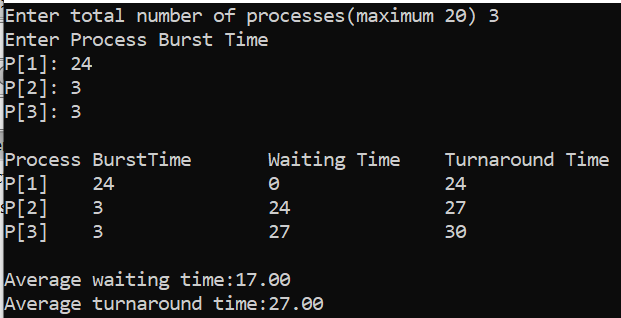 Enter total number of processes(maximum 20) 3
Enter Process Burst Time
P[1]: 24
P[2]: 3
P[3]: 3
Process BurstTime Waiting Time Turnaround Time
P[1] 24 0 24
P[2] 3 24 27
P[3] 3 27 30
Average waiting time:17.00
Average turnaround time:27.00